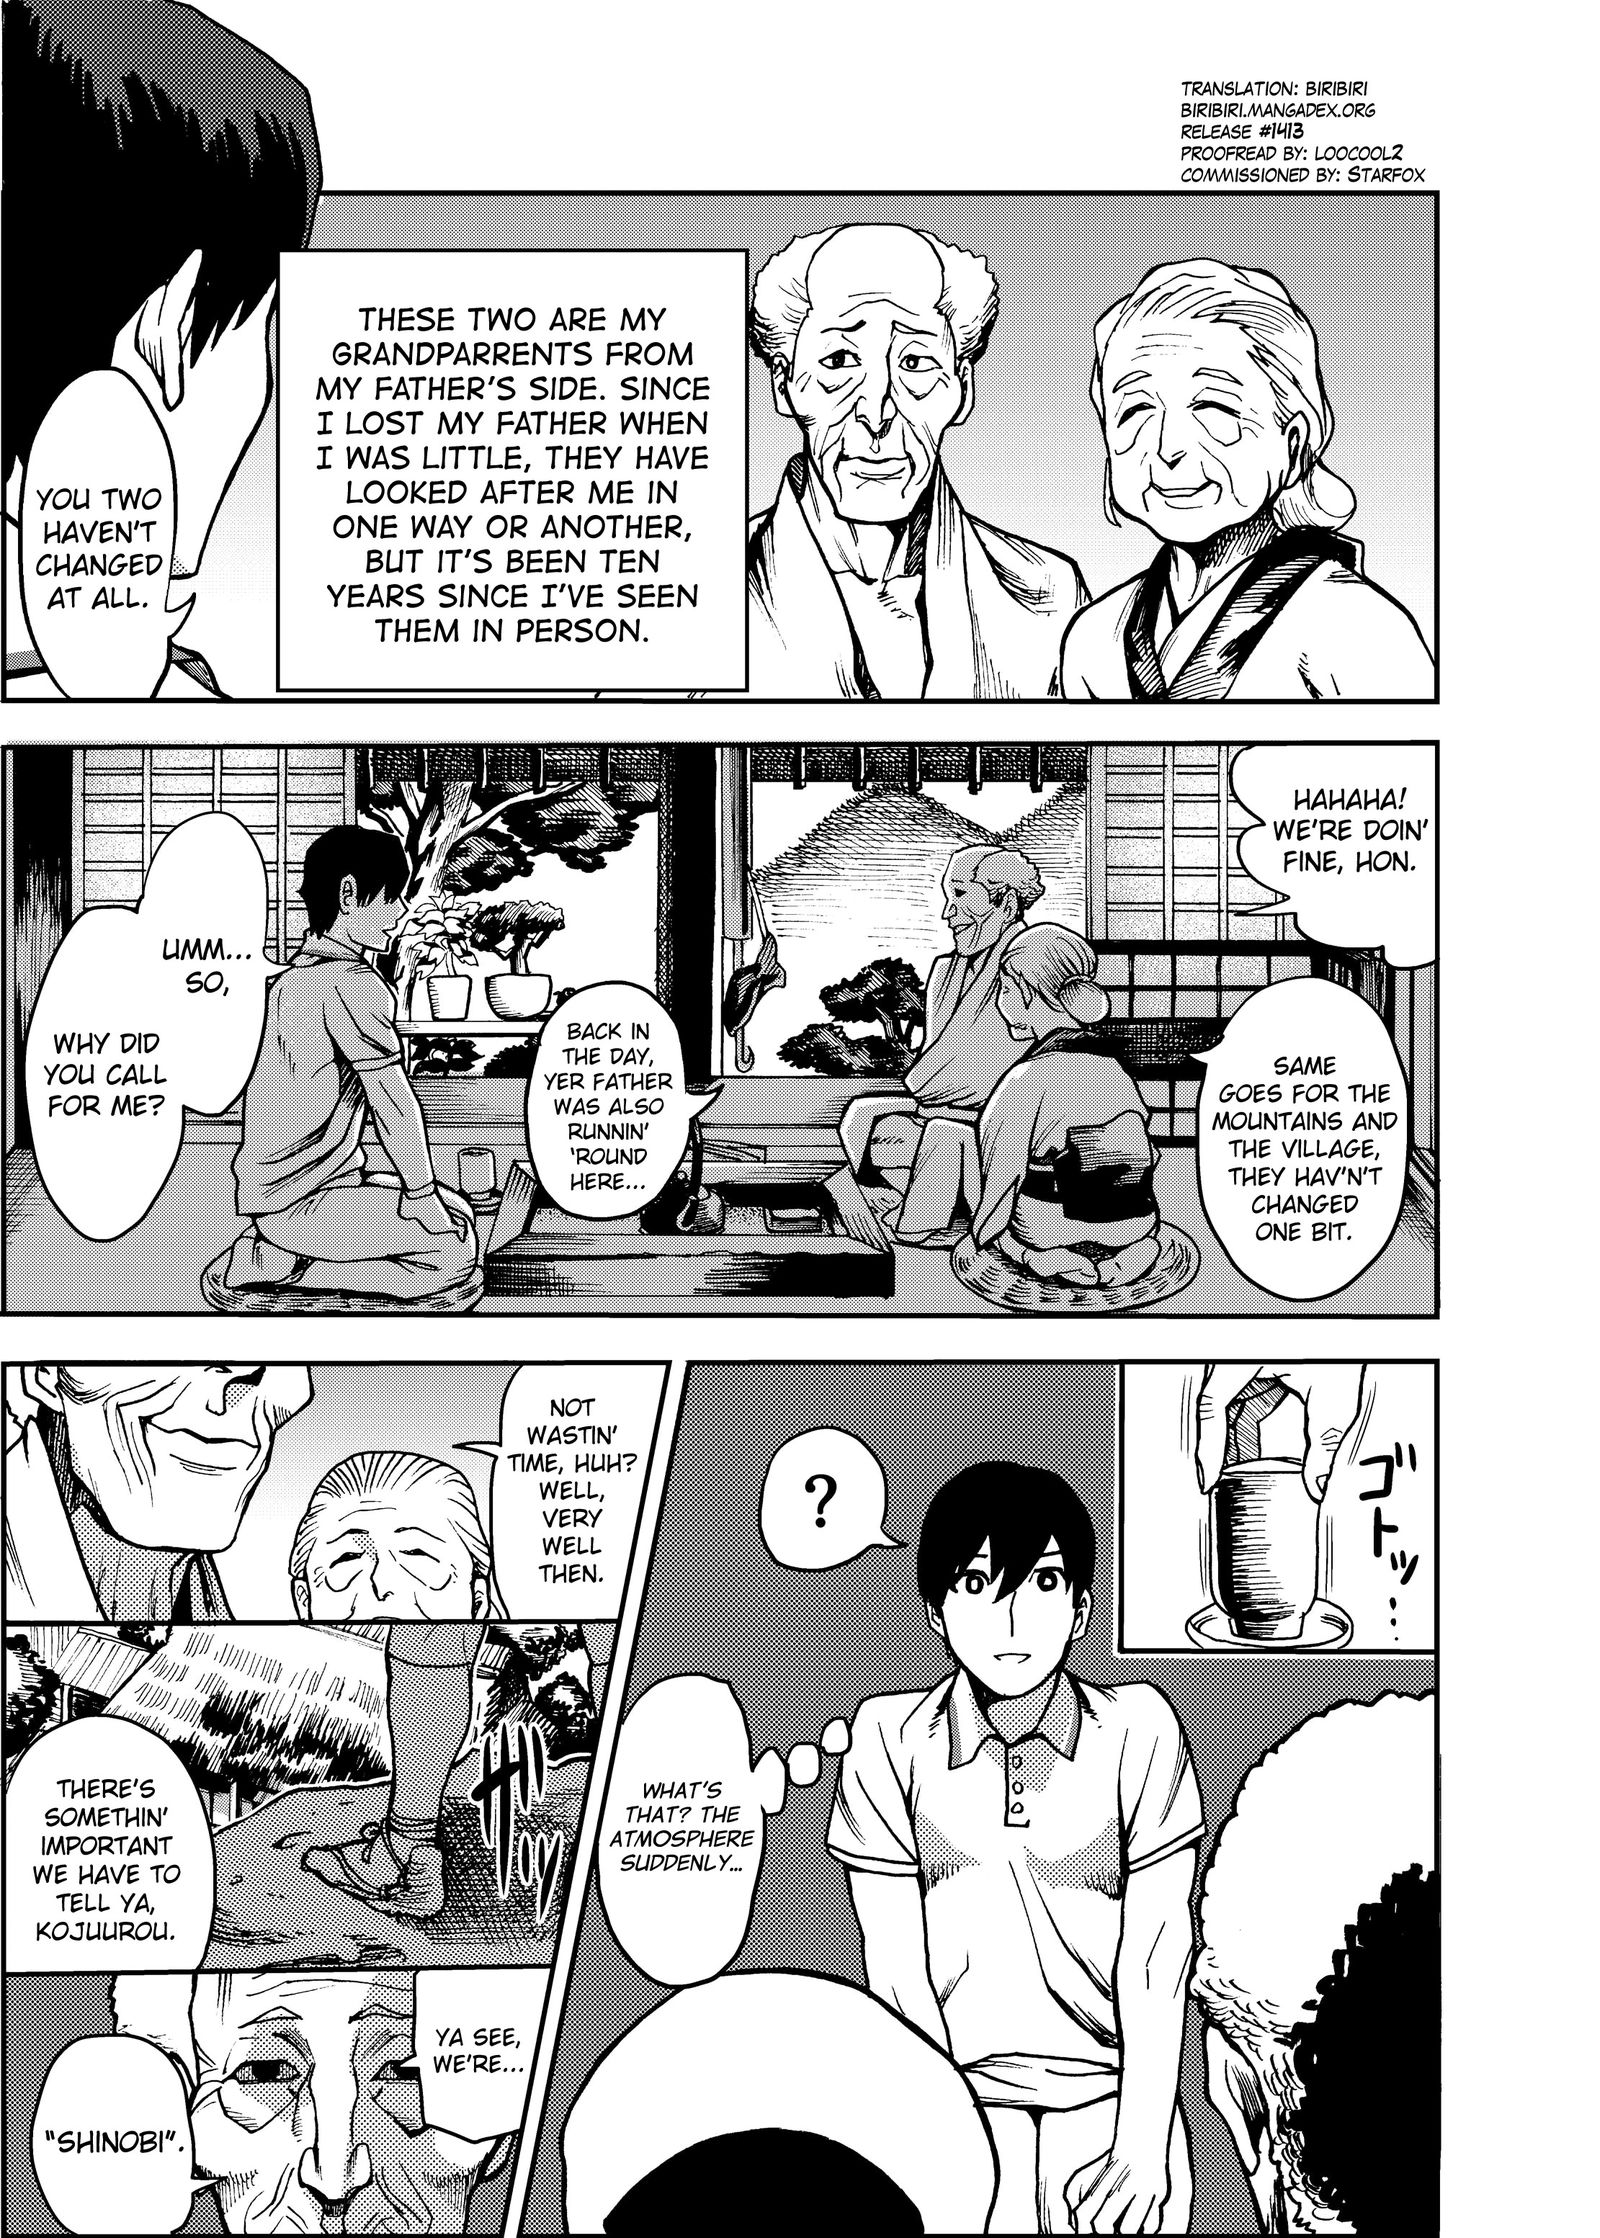 TRANSLATION: BIRIBIRI
BIRIBIRI.MANGADEX.ORG
RELEASE #1413
PROOFREAD BY: LOOCOOL2
COMMISSIONED BY: STARFOX
THESE TWO ARE MY
GRANDPARRENTS FROM
MY FATHER'S SIDE. SINCE
I LOST MY FATHER WHEN
I WAS LITTLE, THEY HAVE
LOOKED AFTER ME IN
ONE WAY OR ANOTHER,
BUT IT'S BEEN TEN
YEARS SINCE I'VE SEEN
THEM IN PERSON.
YOU TWO
HAVEN'T
CHANGED
AT ALL.
HAHAHA!
WE'RE DOIN'
FINE, HON.
SAME
GOES FOR THE
MOUNTAINS AND
THE VILLAGE,
THEY HAV'N'T
CHANGED
ONE BIT.
BACK IN
THE DAY,
YER FATHER
WAS ALSO
RUNNIN'
'ROUND
HERE...
UMM...
SO,
WHY DID
YOU CALL
FOR ME?
ゴトッ…
?
WHAT'S
THAT? THE
ATMOSPHERE
SUDDENLY...
NOT
WASTIN'
TIME, HUH?
WELL,
VERY
WELL
THEN.
THERE'S
SOMETHIN'
IMPORTANT
WE HAVE TO
TELL YA,
KOJUUROU.
YA SEE,
WE'RE...
"SHINOBI".